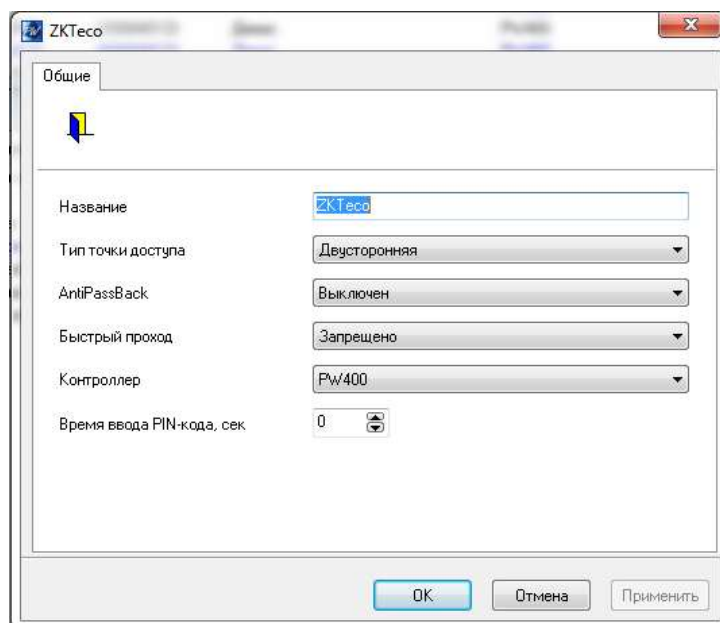 ZKTeco
Общие
Название ZKTeco
Тип точки доступа Двусторонняя
AntiPassBack Выключен
Быстрый проход Запрещено
Контроллер PW400
Время ввода PIN-кода, сек 0
OK Отмена Применить